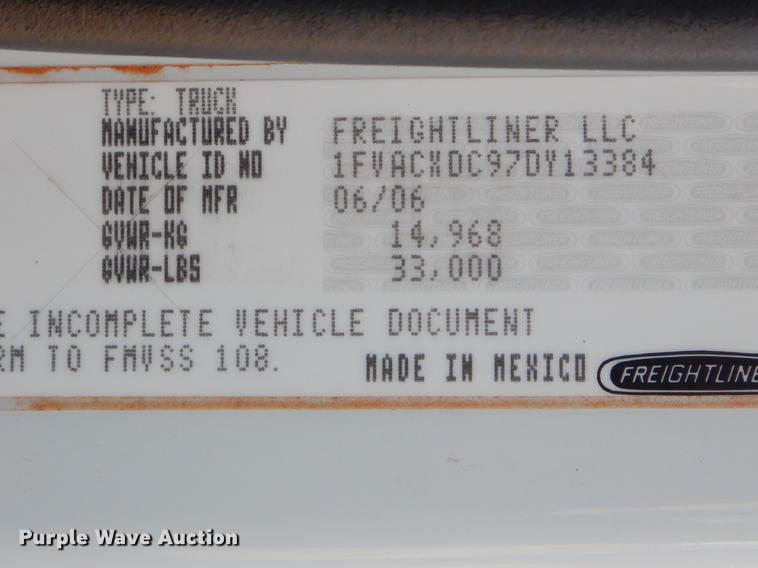 TYPE: TRUCK
MANUFACTURED BY FREIGHTLINER LLC
VEHICLE ID NO 1FVACXDC97DY13384
DATE OF MFR 06/06
GVWR-KG 14,968
GVWR-LBS 33,000
E INCOMPLETE VEHICLE DOCUMENT
RM TO FMVSS 108.
MADE IN MEXICO FREIGHTLINE
Purple Wave Auction